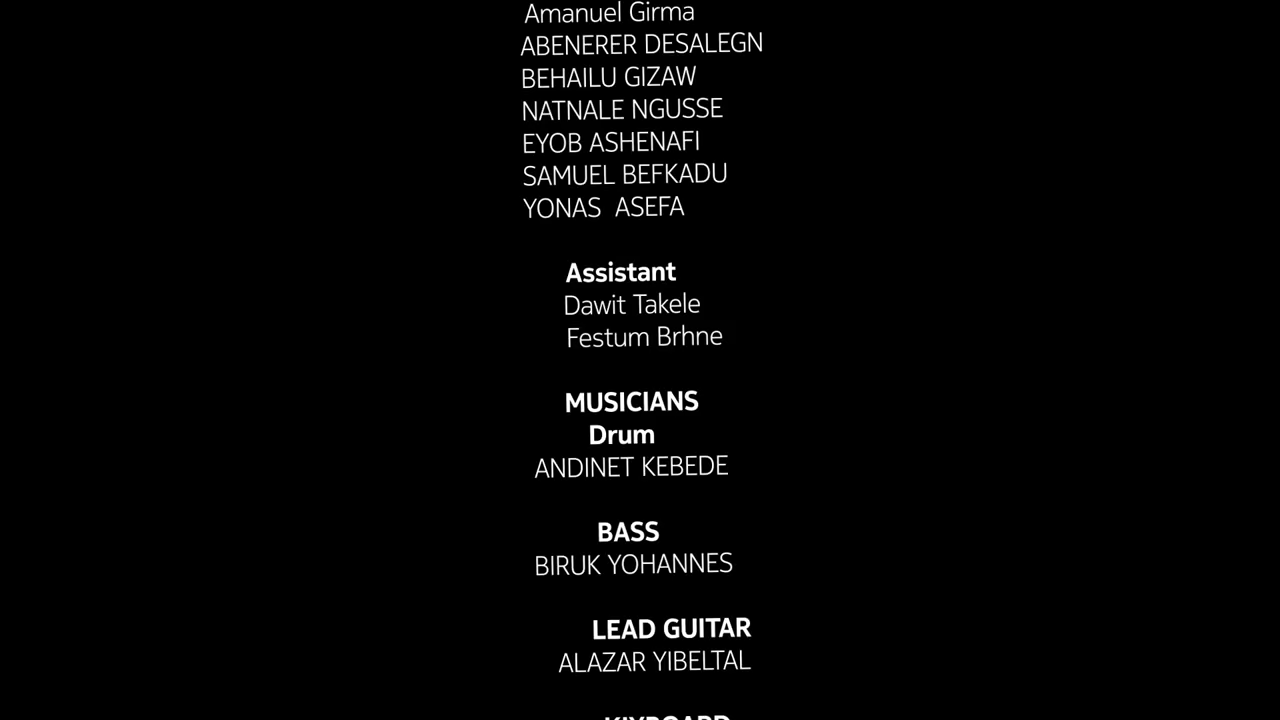 Amanuel Girma
ABENERER DESALEGN
BEHAILU GIZAW
NATNALE NGUSSE
EYOB ASHENAFI
SAMUEL BEFKADU
YONAS  ASEFA
Assistant
Dawit Takele
Festum Brhne
MUSICIANS
Drum
ANDINET KEBEDE
BASS
BIRUK YOHANNES
LEAD GUITAR
ALAZAR YIBELTAL